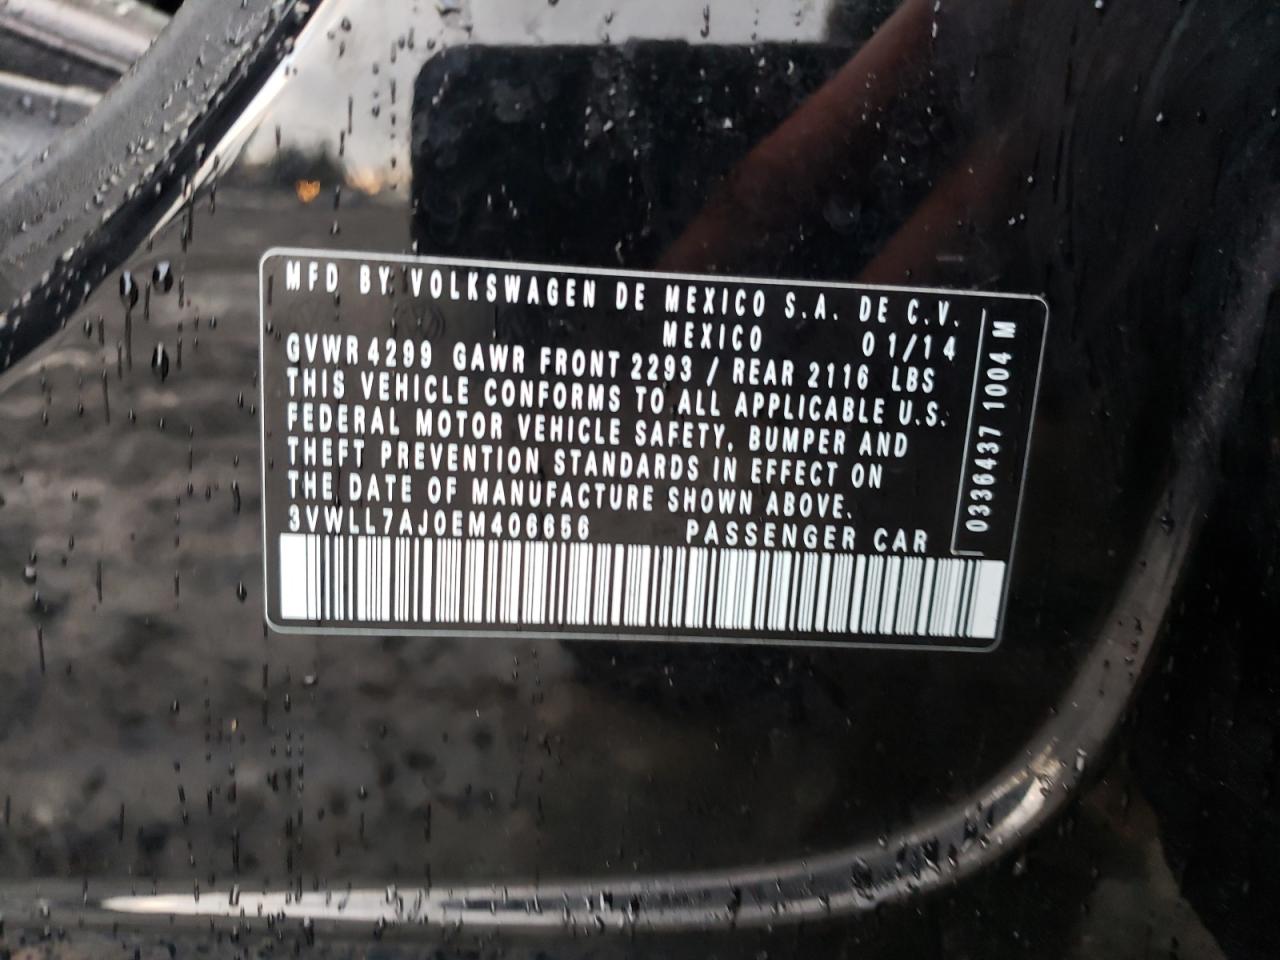 MFD BY VOLKSWAGEN DE MEXICO S.A. DE C.V.
MEXICO 01/14
GVWR 4299 GAWR FRONT 2293 / REAR 2116 LBS
THIS VEHICLE CONFORMS TO ALL APPLICABLE U.S.
FEDERAL MOTOR VEHICLE SAFETY, BUMPER AND
THEFT PREVENTION STANDARDS IN EFFECT ON
THE DATE OF MANUFACTURE SHOWN ABOVE.
3VWLL7AJ0EM406656 PASSENGER CAR
0336437 1004 M